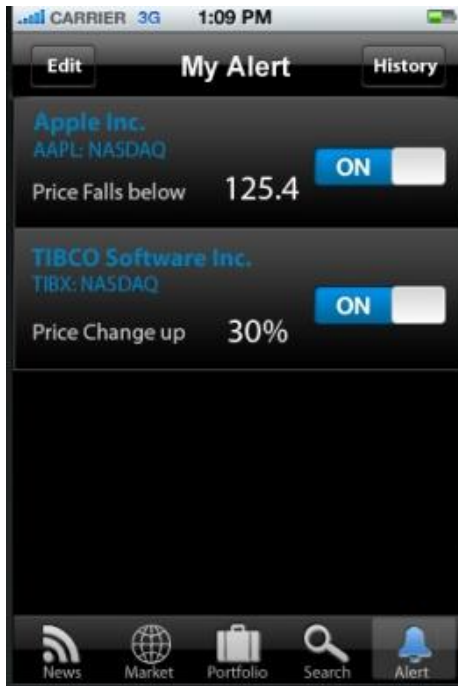 CARRIER 3G 1:09 PM
Edit My Alert History
Apple Inc.
AAPL: NASDAQ
Price Falls below 125.4 ON
TIBCO Software Inc.
TIBX: NASDAQ
Price Change up 30% ON
News Market Portfolio Search Alert